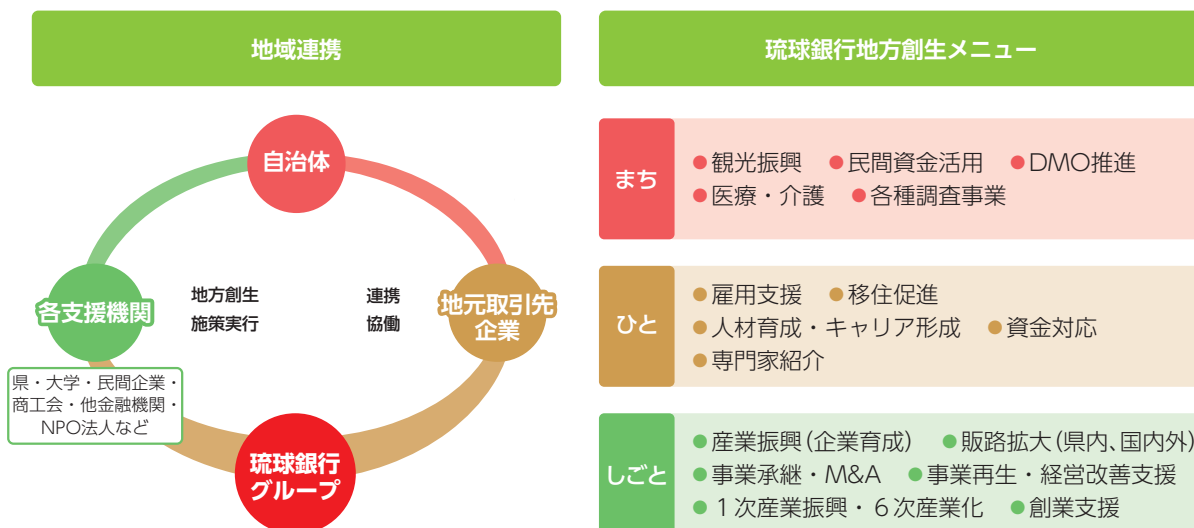 地域連携
自治体
各支援機関
地方創生
施策実行
連携
協働
地元取引先
企業
県・大学・民間企業・
商工会・他金融機関・
NPO法人など
琉球銀行
グループ
琉球銀行地方創生メニュー
まち
●観光振興 ●民間資金活用 ●DMO推進
●医療・介護 ●各種調査事業
ひと
●雇用支援 ●移住促進
●人材育成・キャリア形成 ●資金対応
●専門家紹介
しごと
●産業振興(企業育成) ●販路拡大(県内、国内外)
●事業承継・M&A ●事業再生・経営改善支援
●1次産業振興・6次産業化 ●創業支援